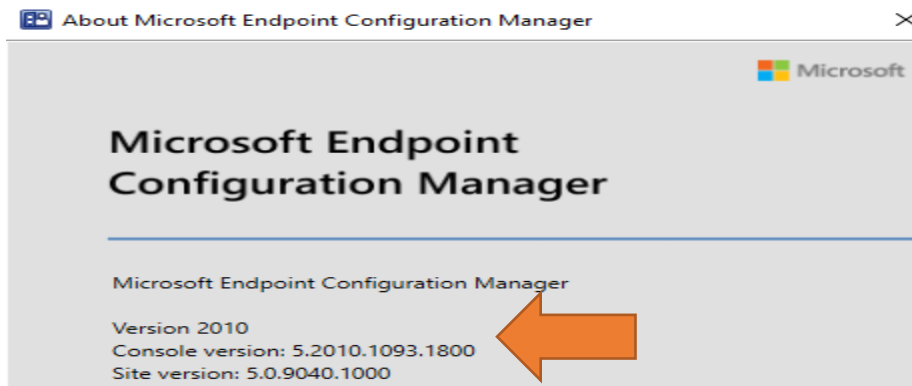 About Microsoft Endpoint Configuration Manager
Microsoft
Microsoft Endpoint
Configuration Manager
Microsoft Endpoint Configuration Manager
Version 2010
Console version: 5.2010.1093.1800
Site version: 5.0.9040.1000